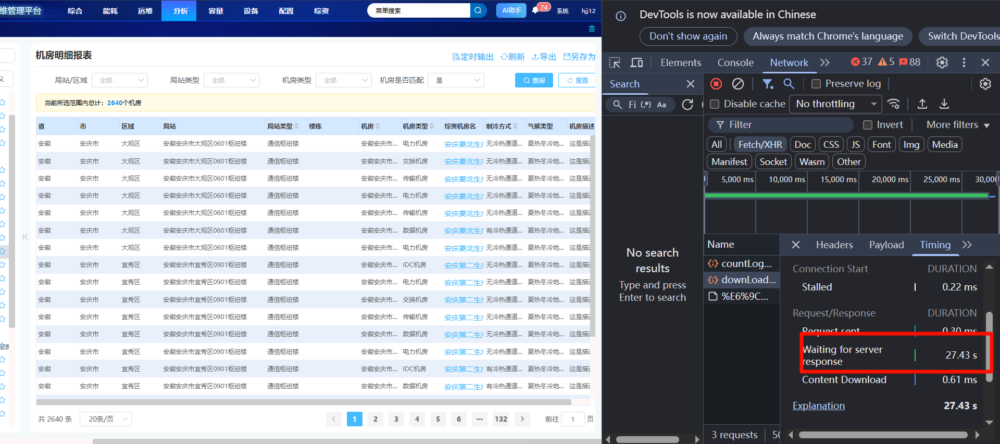 维管理平台 综合 能耗 运维 分析 容量 设备 配置 综资 菜单搜索 AI助手 74 系统 hjj12
义
报表
机房明细报表 定时输出 刷新 导出 另存为
局站/区域 全部 局站类型 全部 机房类型 全部 机房是否匹配 是 查询 重置
当前所选范围内总计：2640个机房
省 市 区域 局站 局站类型 楼栋 机房 机房类型 综资机房名 制冷方式 气候类型 机房描述
安徽 安庆市 大观区 安徽安庆市大观区0601枢纽楼 通信枢纽楼 安徽安庆市... 电力机房 安庆菱北生产 无冷热通道... 夏热冬冷地... 这是描述
安徽 安庆市 大观区 安徽安庆市大观区0601枢纽楼 通信枢纽楼 安徽安庆市... 交换机房 安庆菱北生产 无冷热通道... 夏热冬冷地... 这是描述
安徽 安庆市 大观区 安徽安庆市大观区0601枢纽楼 通信枢纽楼 安徽安庆市... 传输机房 安庆菱北生产 无冷热通道... 夏热冬冷地... 这是描述
安徽 安庆市 大观区 安徽安庆市大观区0601枢纽楼 通信枢纽楼 安徽安庆市... 电力机房 安庆菱北生产 无冷热通道... 夏热冬冷地... 这是描述
安徽 安庆市 大观区 安徽安庆市大观区0601枢纽楼 通信枢纽楼 安徽安庆市... 传输机房 安庆菱北生产 无冷热通道... 夏热冬冷地... 这是描述
安徽 安庆市 大观区 安徽安庆市大观区0601枢纽楼 通信枢纽楼 安徽安庆市... 数据机房 安庆菱北生产 有冷热通道... 夏热冬冷地... 这是描述
安徽 安庆市 大观区 安徽安庆市大观区0601枢纽楼 通信枢纽楼 安徽安庆市... 电力机房 安庆菱北生产 无冷热通道... 夏热冬冷地... 这是描述
安徽 安庆市 宜秀区 安徽安庆市宜秀区0901枢纽楼 通信枢纽楼 安徽安庆市... IDC机房 安庆第二生产 有冷热通道... 夏热冬冷地... 这是描述
安徽 安庆市 宜秀区 安徽安庆市宜秀区0901枢纽楼 通信枢纽楼 安徽安庆市... 电力机房 安庆第二生产 无冷热通道... 夏热冬冷地... 这是描述
安徽 安庆市 宜秀区 安徽安庆市宜秀区0901枢纽楼 通信枢纽楼 安徽安庆市... 交换机房 安庆第二生产 无冷热通道... 夏热冬冷地... 这是描述
安徽 安庆市 宜秀区 安徽安庆市宜秀区0901枢纽楼 通信枢纽楼 安徽安庆市... 传输机房 安庆第二生产 无冷热通道... 夏热冬冷地... 这是描述
安徽 安庆市 宜秀区 安徽安庆市宜秀区0901枢纽楼 通信枢纽楼 安徽安庆市... 数据机房 安庆第二生产 有冷热通道... 夏热冬冷地... 这是描述
安徽 安庆市 宜秀区 安徽安庆市宜秀区0901枢纽楼 通信枢纽楼 安徽安庆市... 电力机房 安庆第二生产 无冷热通道... 夏热冬冷地... 这是描述
安徽 安庆市 宜秀区 安徽安庆市宜秀区0901枢纽楼 通信枢纽楼 安徽安庆市... IDC机房 安庆第二生产 有冷热通道... 夏热冬冷地... 这是描述
安徽 安庆市 宜秀区 安徽安庆市宜秀区0901枢纽楼 通信枢纽楼 安徽安庆市... 数据机房 安庆第二生产 有冷热通道... 夏热冬冷地... 这是描述
共 2640 条 20条/页 1 2 3 4 5 6 ... 132 前往 1 页
DevTools is now available in Chinese
Don't show again Always match Chrome's language Switch DevTools
Elements Console Network 37 5 88
Search
Fi (.*) Aa
No search
results
Type and press
Enter to search
Preserve log
Disable cache No throttling
Filter Invert More filters
All Fetch/XHR Doc CSS JS Font Img Media
Manifest Socket Wasm Other
5,000 ms 10,000 ms 15,000 ms 20,000 ms 25,000 ms 30,00
Name
countLog...
downLoad...
%E6%9C...
3 requests 50
Headers Payload Timing
Connection Start DURATION
Stalled 0.22 ms
Request/Response DURATION
Request sent 0.30 ms
Waiting for server
response 27.43 s
Content Download 0.61 ms
Explanation 27.43 s